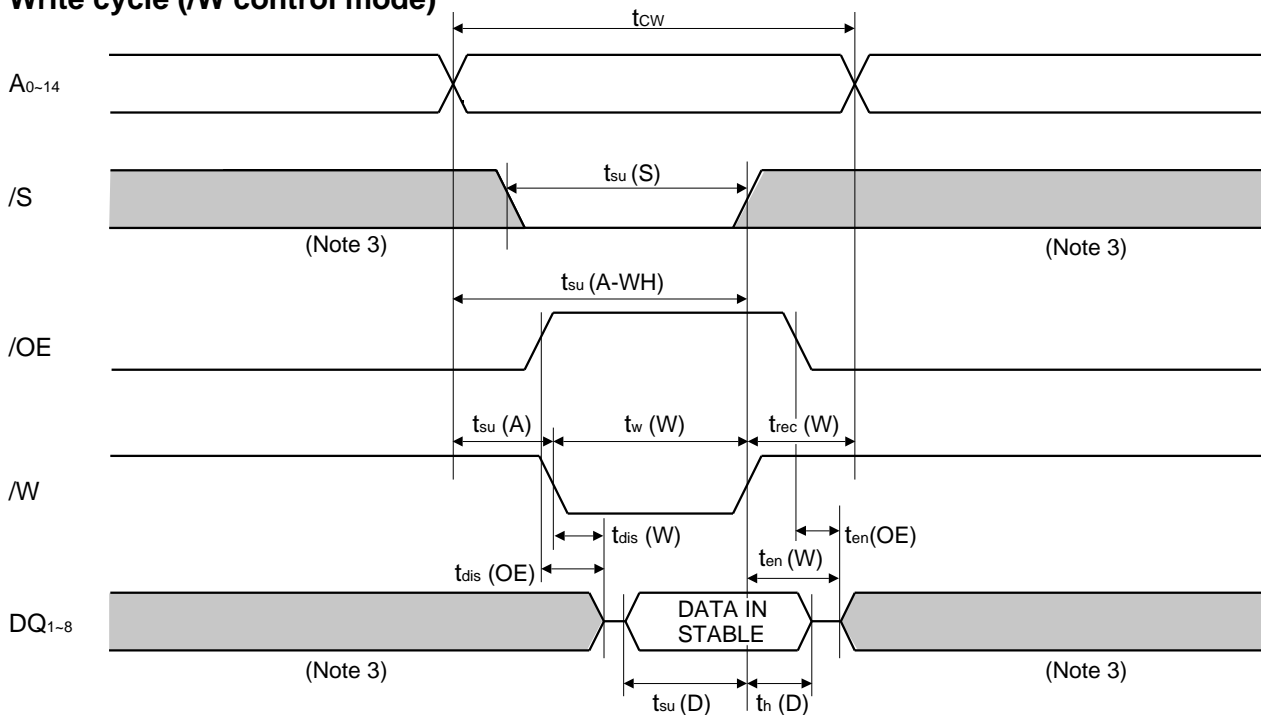 Write cycle (/W control mode)
tCW
A0~14
tsu (S)
/S
(Note 3)
(Note 3)
tsu (A-WH)
/OE
tsu (A)
tw (W)
trec (W)
/W
tdis (W)
ten(OE)
ten (W)
tdis (OE)
DQ1~8
DATA IN
STABLE
(Note 3)
(Note 3)
tsu (D)
th (D)